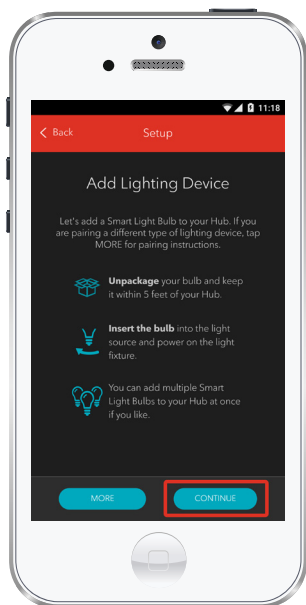 11:18
Back
Setup
Add Lighting Device
Let's add a Smart Light Bulb to your Hub. If you
are pairing a different type of lighting device, tap
MORE for pairing instructions.
Unpackage your bulb and keep
it within 5 feet of your Hub.
Insert the bulb into the light
source and power on the light
fixture.
You can add multiple Smart
Light Bulbs to your Hub at once
if you like.
MORE
CONTINUE